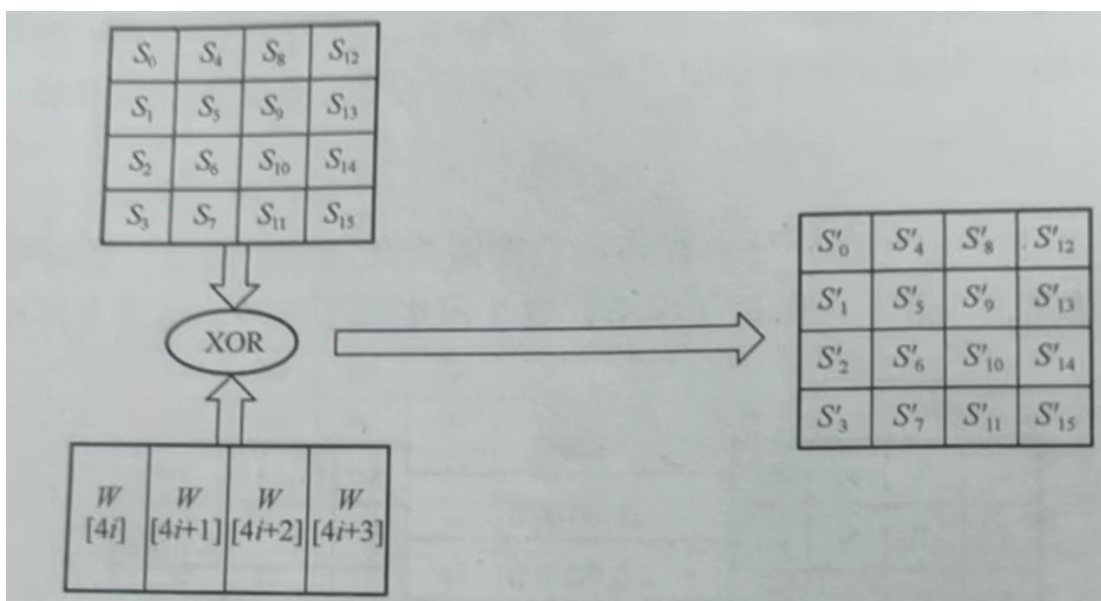 S₀ S₄ S₈ S₁₂
S₁ S₅ S₉ S₁₃
S₂ S₆ S₁₀ S₁₄
S₃ S₇ S₁₁ S₁₅
XOR
W W W W
[4i] [4i+1] [4i+2] [4i+3]
S′₀ S′₄ S′₈ S′₁₂
S′₁ S′₅ S′₉ S′₁₃
S′₂ S′₆ S′₁₀ S′₁₄
S′₃ S′₇ S′₁₁ S′₁₅